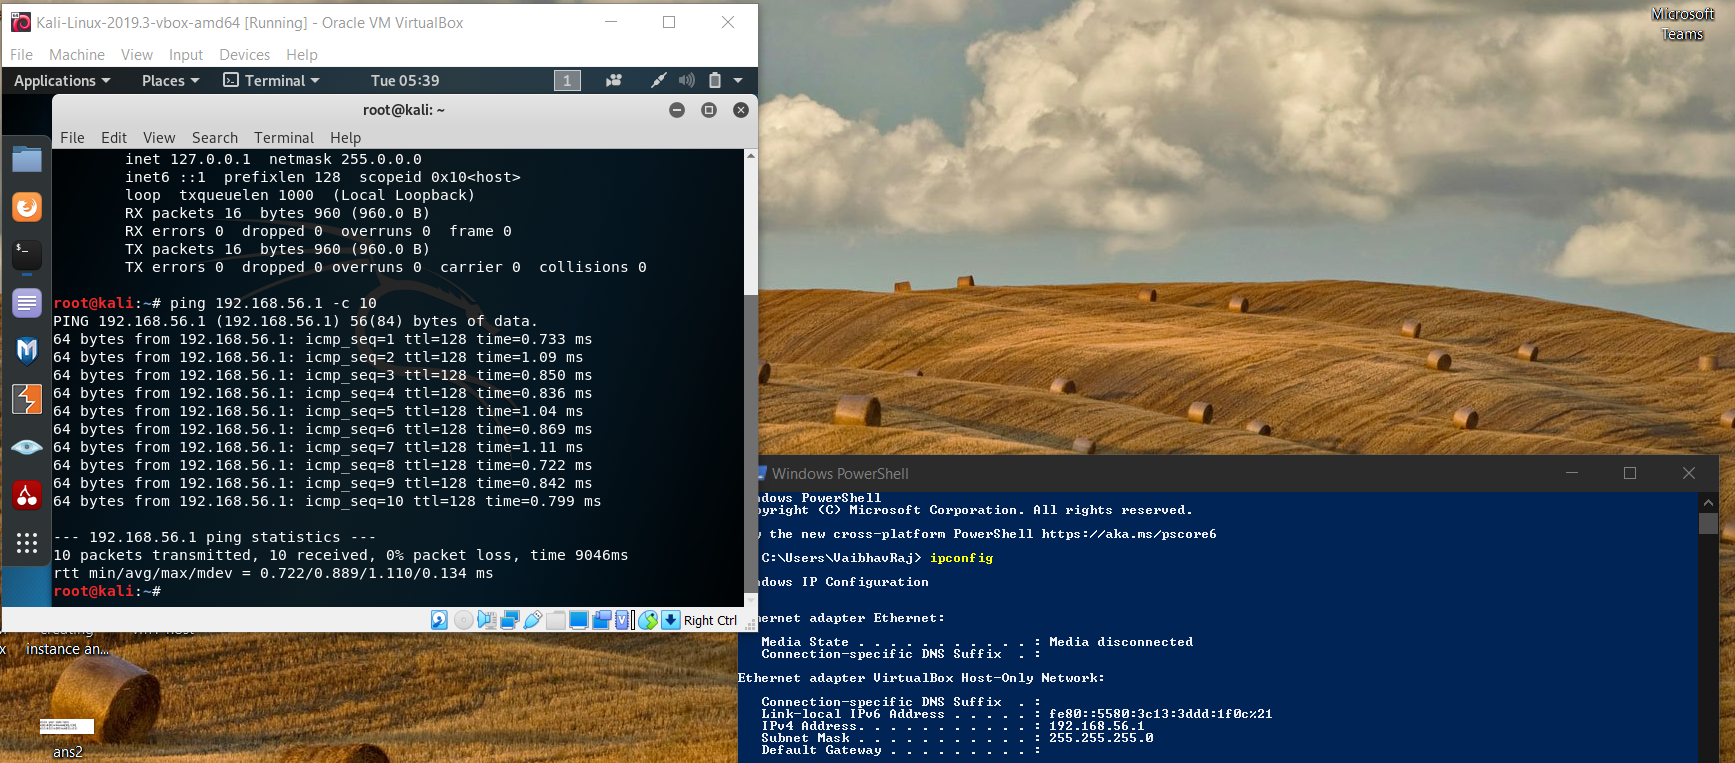 Kali-Linux-2019.3-vbox-amd64 [Running] - Oracle VM VirtualBox
File Machine View Input Devices Help
Applications Places Terminal Tue 05:39 1
root@kali: ~
File Edit View Search Terminal Help
inet 127.0.0.1 netmask 255.0.0.0
inet6 ::1 prefixlen 128 scopeid 0x10<host>
loop txqueuelen 1000 (Local Loopback)
RX packets 16 bytes 960 (960.0 B)
RX errors 0 dropped 0 overruns 0 frame 0
TX packets 16 bytes 960 (960.0 B)
TX errors 0 dropped 0 overruns 0 carrier 0 collisions 0
root@kali:~# ping 192.168.56.1 -c 10
PING 192.168.56.1 (192.168.56.1) 56(84) bytes of data.
64 bytes from 192.168.56.1: icmp_seq=1 ttl=128 time=0.733 ms
64 bytes from 192.168.56.1: icmp_seq=2 ttl=128 time=1.09 ms
64 bytes from 192.168.56.1: icmp_seq=3 ttl=128 time=0.850 ms
64 bytes from 192.168.56.1: icmp_seq=4 ttl=128 time=0.836 ms
64 bytes from 192.168.56.1: icmp_seq=5 ttl=128 time=1.04 ms
64 bytes from 192.168.56.1: icmp_seq=6 ttl=128 time=0.869 ms
64 bytes from 192.168.56.1: icmp_seq=7 ttl=128 time=1.11 ms
64 bytes from 192.168.56.1: icmp_seq=8 ttl=128 time=0.722 ms
64 bytes from 192.168.56.1: icmp_seq=9 ttl=128 time=0.842 ms
64 bytes from 192.168.56.1: icmp_seq=10 ttl=128 time=0.799 ms
--- 192.168.56.1 ping statistics ---
10 packets transmitted, 10 received, 0% packet loss, time 9046ms
rtt min/avg/max/mdev = 0.722/0.889/1.110/0.134 ms
root@kali:~#
Right Ctrl
instance an...
ans2
Microsoft
Teams
Windows PowerShell
ndows PowerShell
pyright (C) Microsoft Corporation. All rights reserved.
y the new cross-platform PowerShell https://aka.ms/pscore6
C:\Users\VaibhavRaj> ipconfig
ndows IP Configuration
hernet adapter Ethernet:
Media State . . . . . . . . . . . : Media disconnected
Connection-specific DNS Suffix . :
Ethernet adapter VirtualBox Host-Only Network:
Connection-specific DNS Suffix . :
Link-local IPv6 Address . . . . . : fe80::5580:3c13:3ddd:1f0c%21
IPv4 Address. . . . . . . . . . . : 192.168.56.1
Subnet Mask . . . . . . . . . . . : 255.255.255.0
Default Gateway . . . . . . . . . :